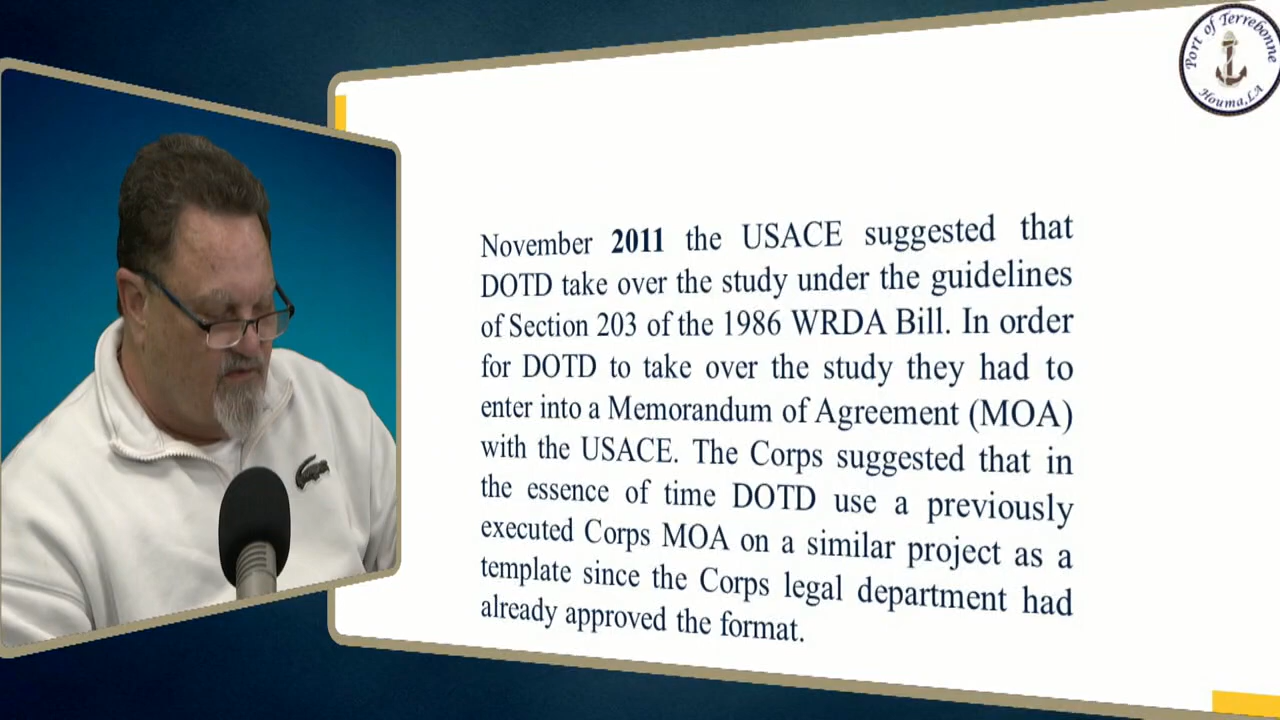 Port of Terrebonne
Houma, LA
November 2011 the USACE suggested that
DOTD take over the study under the guidelines
of Section 203 of the 1986 WRDA Bill. In order
for DOTD to take over the study they had to
enter into a Memorandum of Agreement (MOA)
with the USACE. The Corps suggested that in
the essence of time DOTD use a previously
executed Corps MOA on a similar project as a
template since the Corps legal department had
already approved the format.